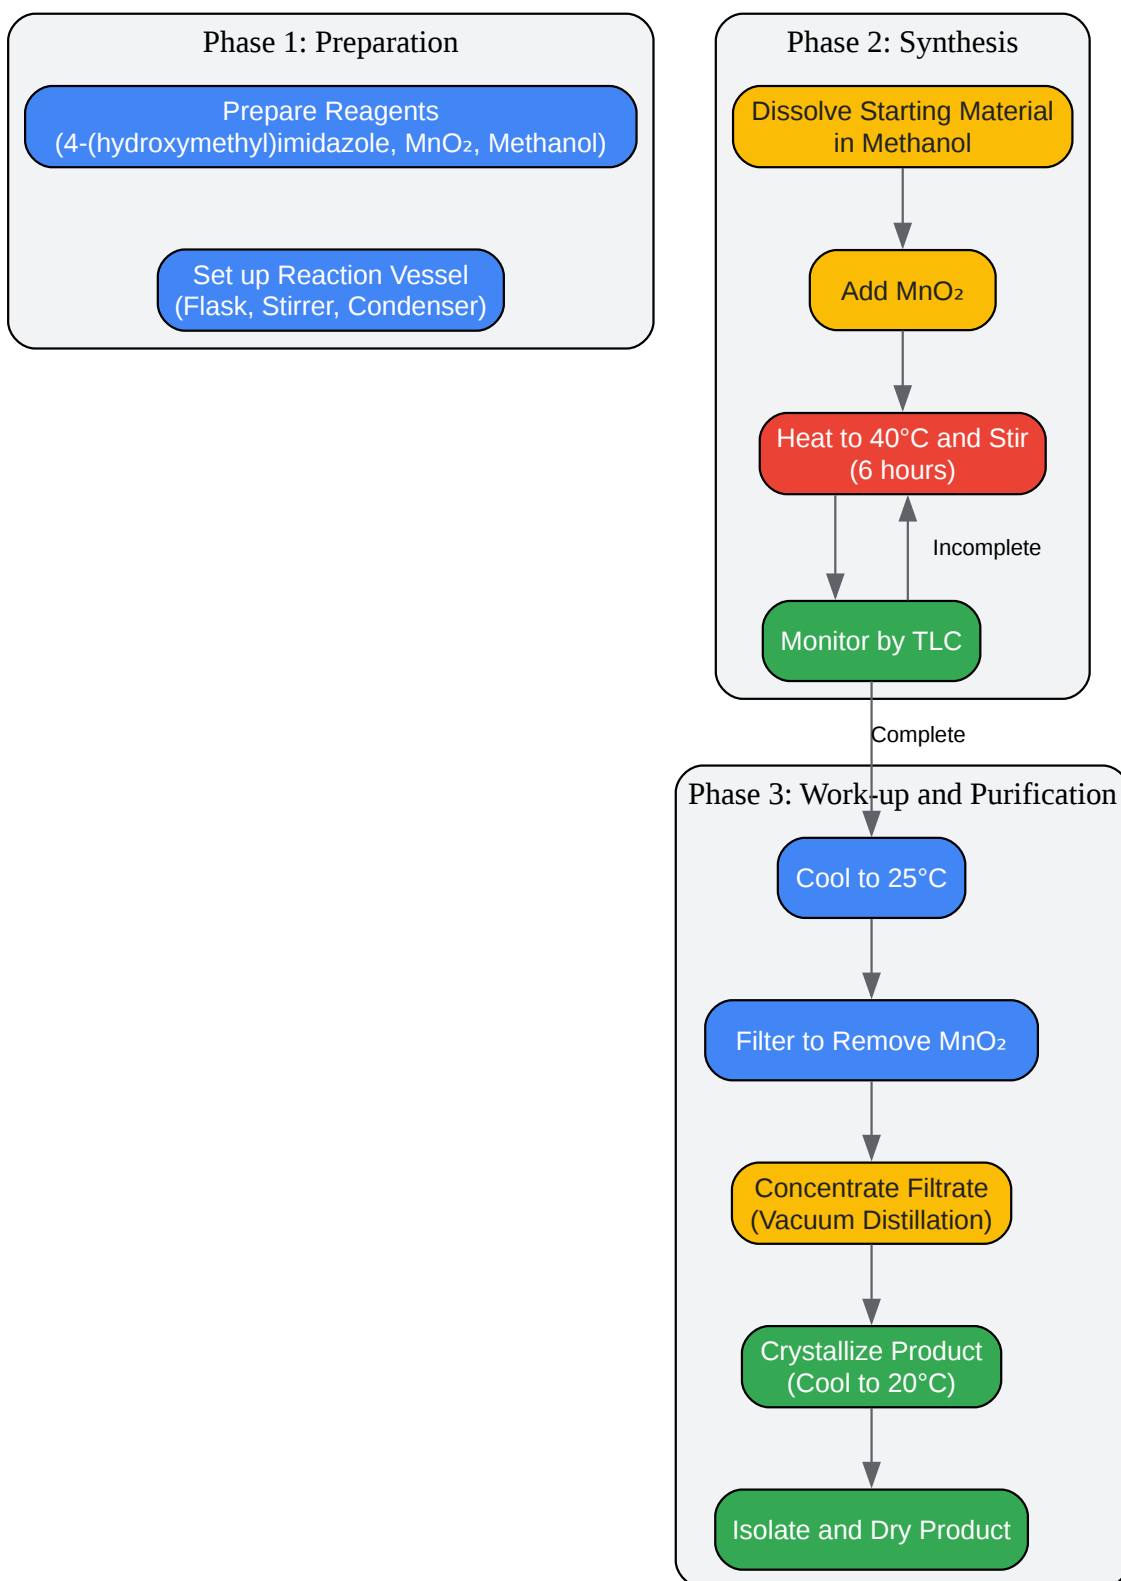 Phase 1: Preparation
Prepare Reagents
(4-(hydroxymethyl)imidazole, MnO₂, Methanol)
Set up Reaction Vessel
(Flask, Stirrer, Condenser)
Phase 2: Synthesis
Dissolve Starting Material
in Methanol
Add MnO₂
Heat to 40°C and Stir
(6 hours)
Incomplete
Monitor by TLC
Complete
Phase 3: Work-up and Purification
Cool to 25°C
Filter to Remove MnO₂
Concentrate Filtrate
(Vacuum Distillation)
Crystallize Product
(Cool to 20°C)
Isolate and Dry Product